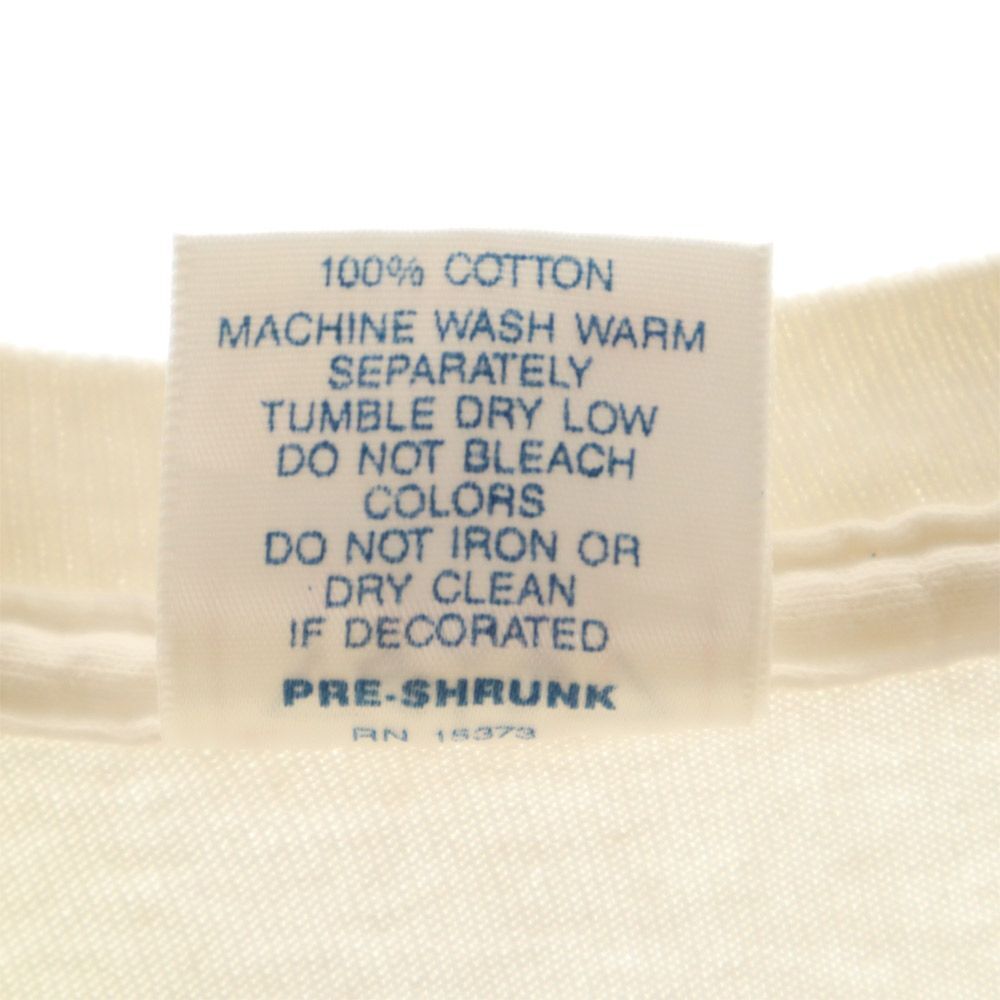 100% COTTON
MACHINE WASH WARM
SEPARATELY
TUMBLE DRY LOW
DO NOT BLEACH
COLORS
DO NOT IRON OR
DRY CLEAN
IF DECORATED
PRE-SHRUNK
RN 15373